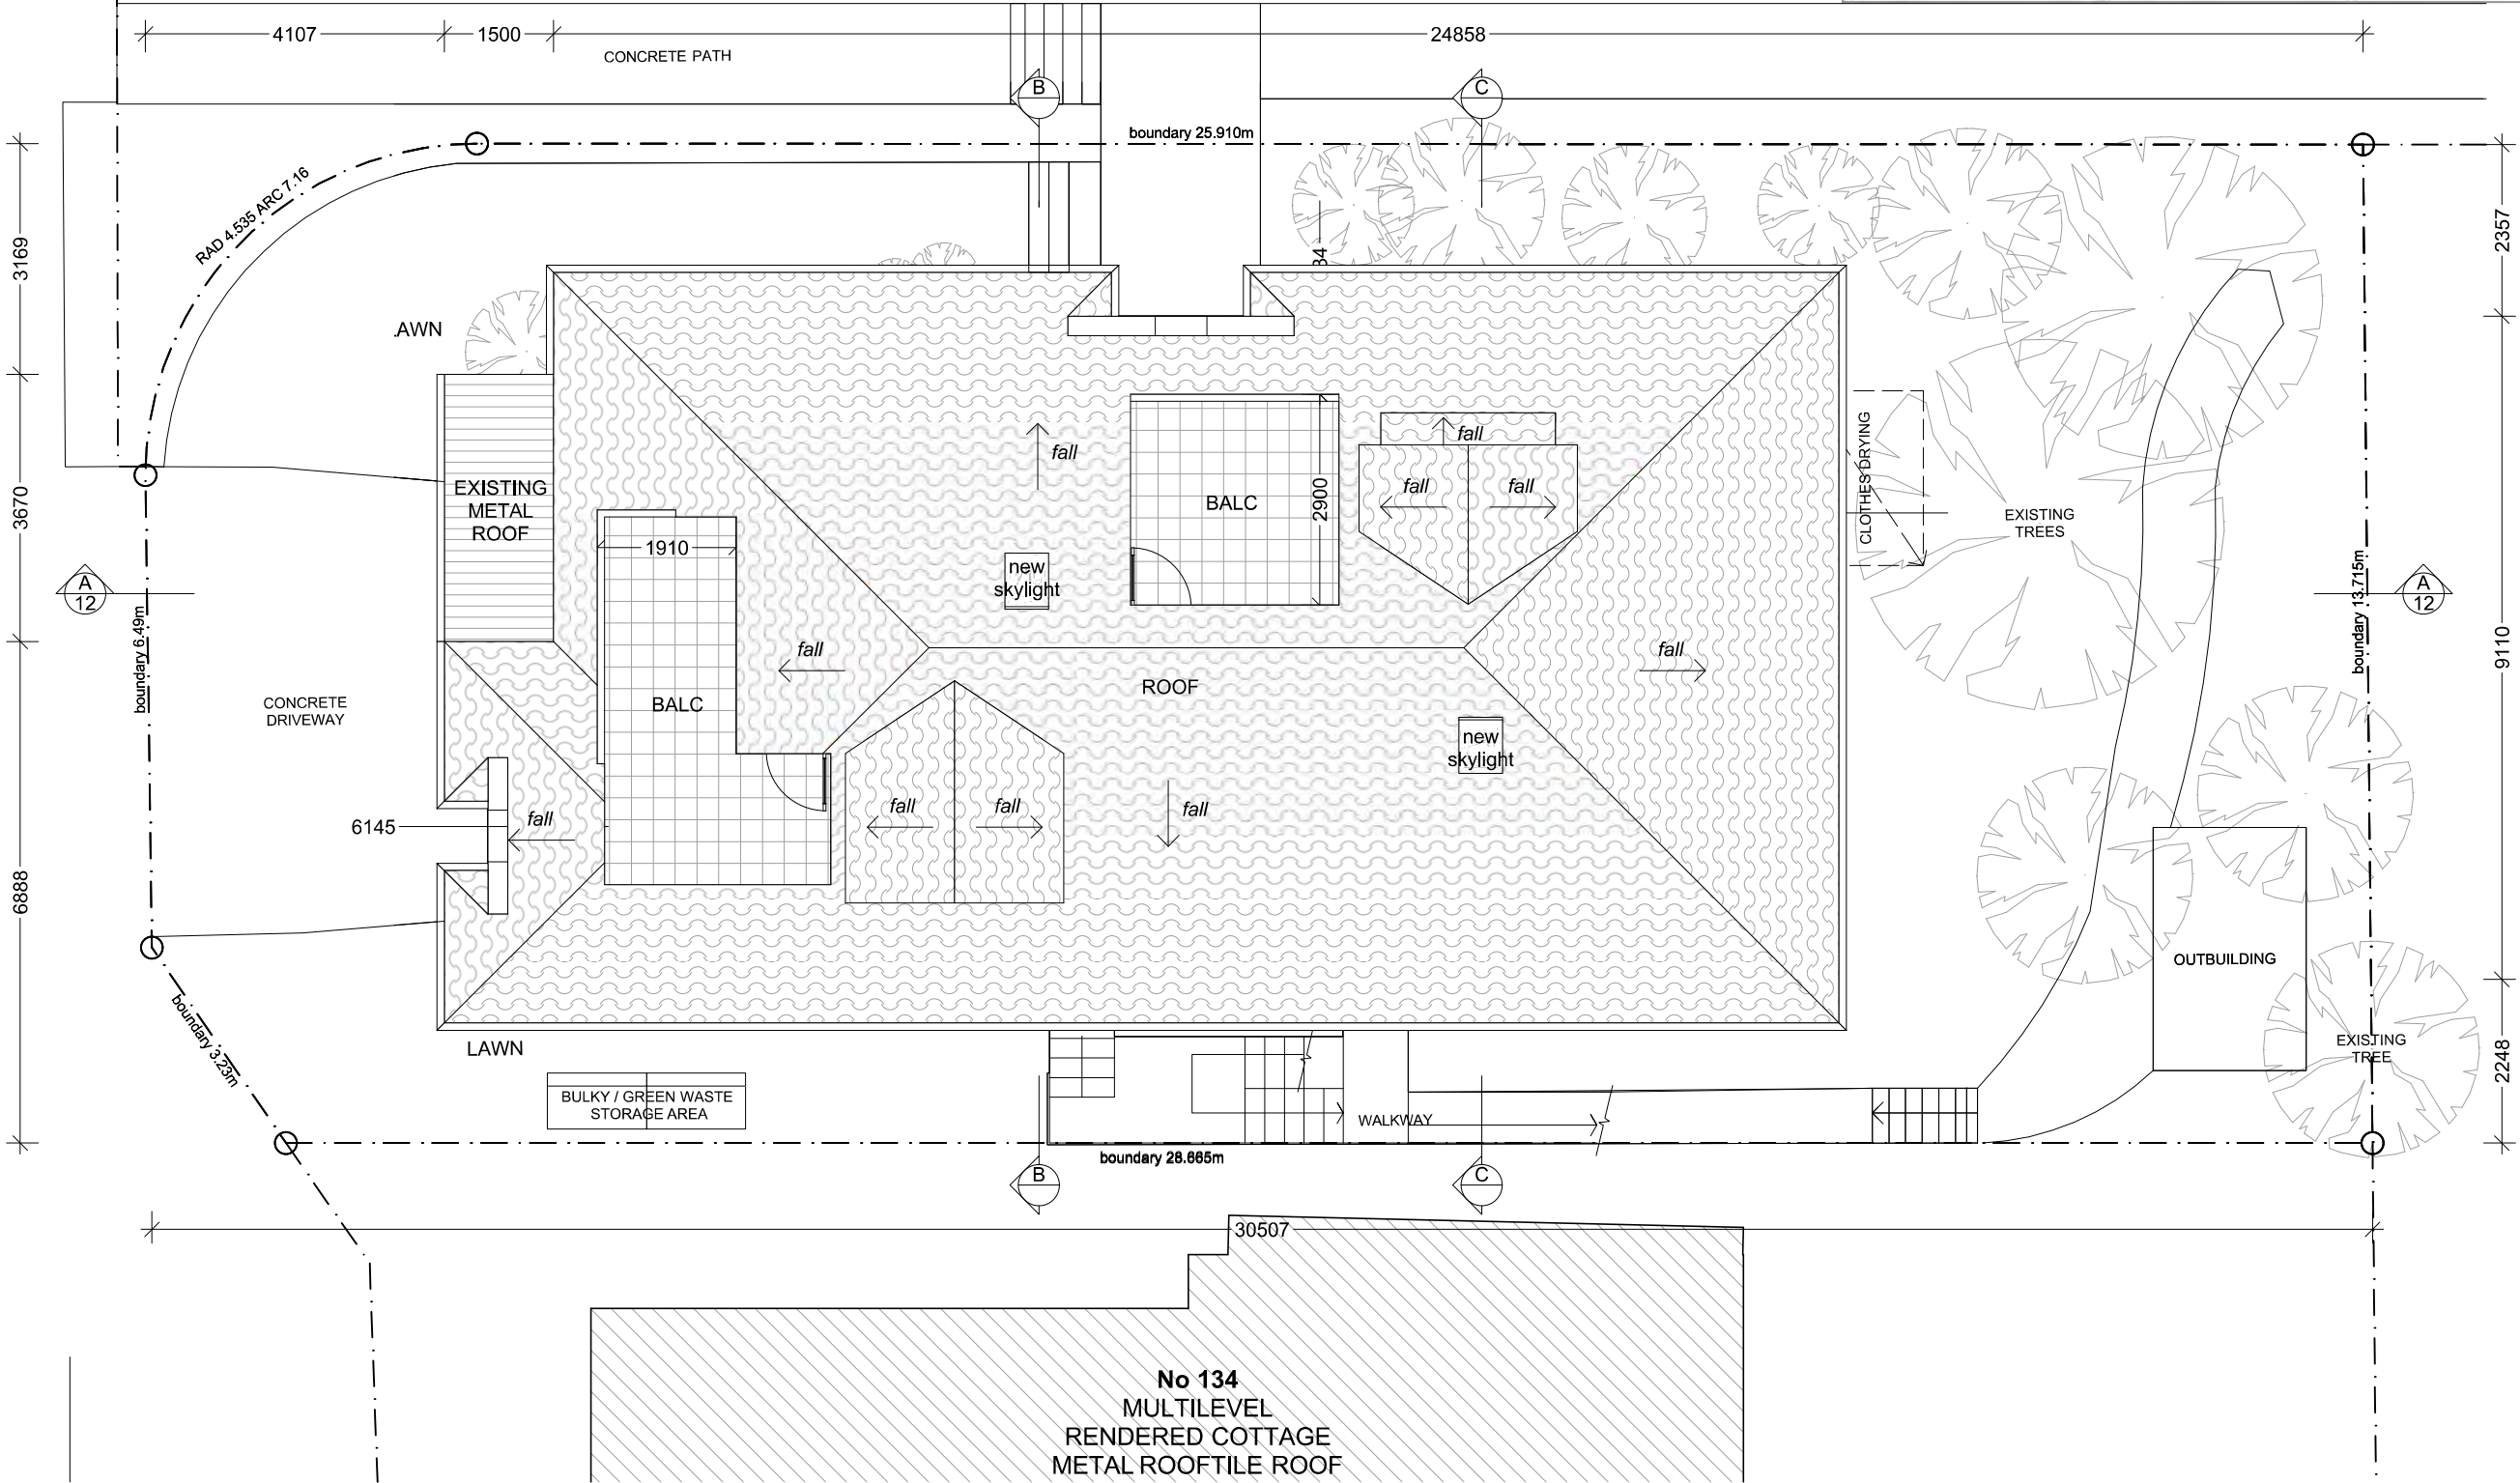 4107
1500
24858
CONCRETE PATH
B
C
boundary 25.910m
RAD 4.535 ARC 7.16
3169
2357
34
.AWN
fall
fall
CLOTHES DRYING
EXISTING
METAL
ROOF
3670
BALC
2900
fall
fall
EXISTING
TREES
1910
new
skylight
A
12
boundary 6.49m
boundary 13.715m
A
12
fall
fall
9110
ROOF
CONCRETE
DRIVEWAY
BALC
new
skylight
6145
fall
fall
fall
fall
6888
OUTBUILDING
LAWN
EXISTING
TREE
2248
boundary 3.23m
BULKY / GREEN WASTE
STORAGE AREA
WALKWAY
boundary 28.665m
B
C
30507
No 134
MULTILEVEL
RENDERED COTTAGE
METAL ROOFTILE ROOF